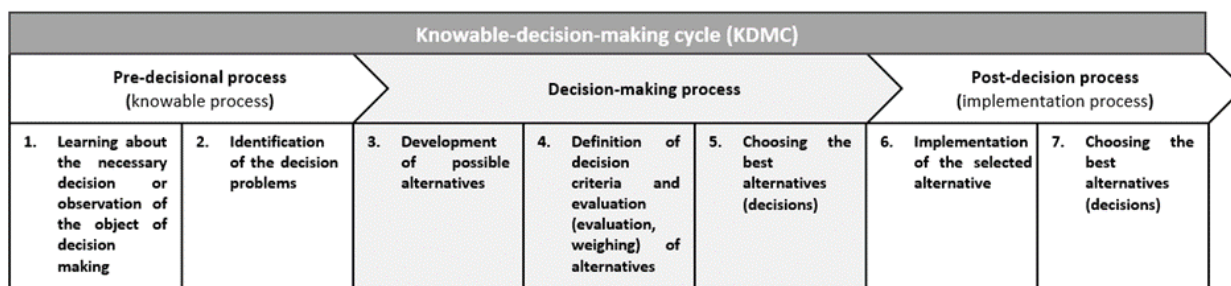 Knowable-decision-making cycle (KDMC)
Pre-decisional process
(knowable process)
Decision-making process
Post-decision process
(implementation process)
1. Learning about
the necessary
decision or
observation of
the object of
decision
making
2. Identification
of the decision
problems
3. Development
of possible
alternatives
4. Definition of
decision
criteria and
evaluation
(evaluation,
weighing) of
alternatives
5. Choosing the
best
alternatives
(decisions)
6. Implementation
of the selected
alternative
7. Choosing the
best
alternatives
(decisions)